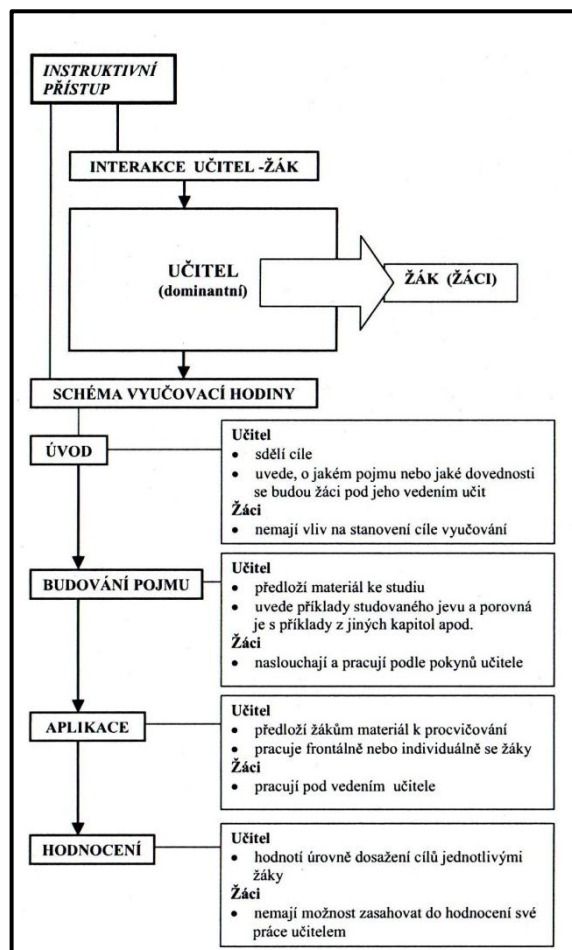 INSTRUKTIVNÍ
PŘÍSTUP
INTERAKCE UČITEL -ŽÁK
UČITEL
(dominantní)
ŽÁK (ŽÁCI)
SCHÉMA VYUČOVACÍ HODINY
ÚVOD
Učitel
• sdělí cíle
• uvede, o jakém pojmu nebo jaké dovednosti
se budou žáci pod jeho vedením učit
Žáci
• nemají vliv na stanovení cíle vyučování
BUDOVÁNÍ POJMU
Učitel
• předloží materiál ke studiu
• uvede příklady studovaného jevu a porovná
je s příklady z jiných kapitol apod.
Žáci
• naslouchají a pracují podle pokynů učitele
APLIKACE
Učitel
• předloží žákům materiál k procvičování
• pracuje frontálně nebo individuálně se žáky
Žáci
• pracují pod vedením učitele
HODNOCENÍ
Učitel
• hodnotí úrovně dosažení cílů jednotlivými
žáky
Žáci
• nemají možnost zasahovat do hodnocení své
práce učitelem